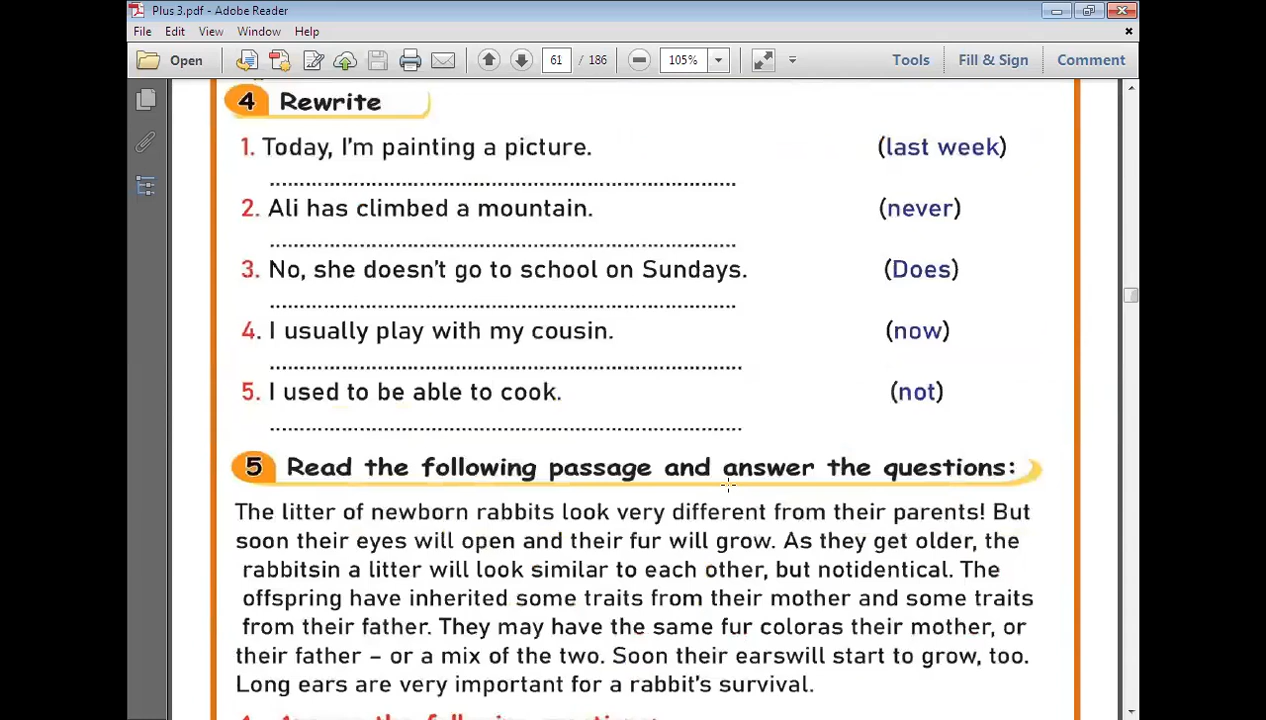 Plus 3.pdf - Adobe Reader
File Edit View Window Help
Open 61 / 186 105% Tools Fill & Sign Comment
4 Rewrite
1. Today, I'm painting a picture. (last week)
................................................................................
2. Ali has climbed a mountain. (never)
................................................................................
3. No, she doesn't go to school on Sundays. (Does)
................................................................................
4. I usually play with my cousin. (now)
................................................................................
5. I used to be able to cook. (not)
................................................................................
5 Read the following passage and answer the questions:
The litter of newborn rabbits look very different from their parents! But
soon their eyes will open and their fur will grow. As they get older, the
rabbitsin a litter will look similar to each other, but notidentical. The
offspring have inherited some traits from their mother and some traits
from their father. They may have the same fur coloras their mother, or
their father – or a mix of the two. Soon their earswill start to grow, too.
Long ears are very important for a rabbit's survival.